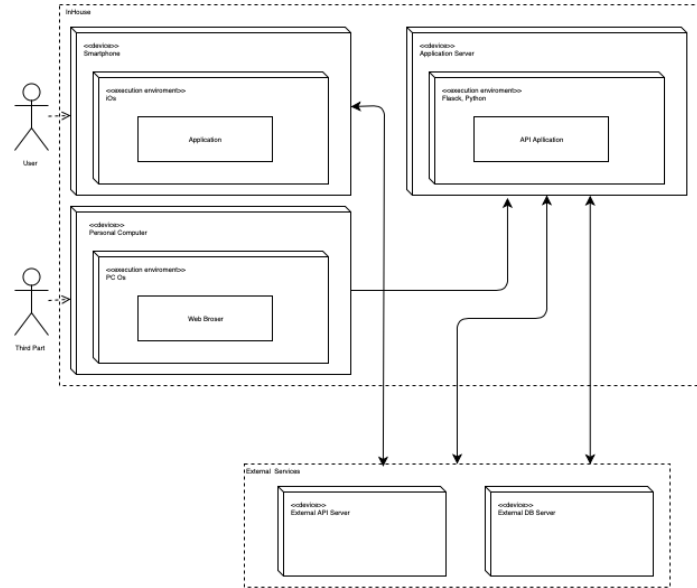 InHouse
<<device>>
Smartphone
<<execution enviroment>>
iOs
Application
User
<<device>>
Application Server
<<execution enviroment>>
Flasck, Python
API Apllication
<<device>>
Personal Computer
<<execution enviroment>>
PC Os
Web Broser
Third Part
External Services
<<device>>
External API Server
<<device>>
External DB Server